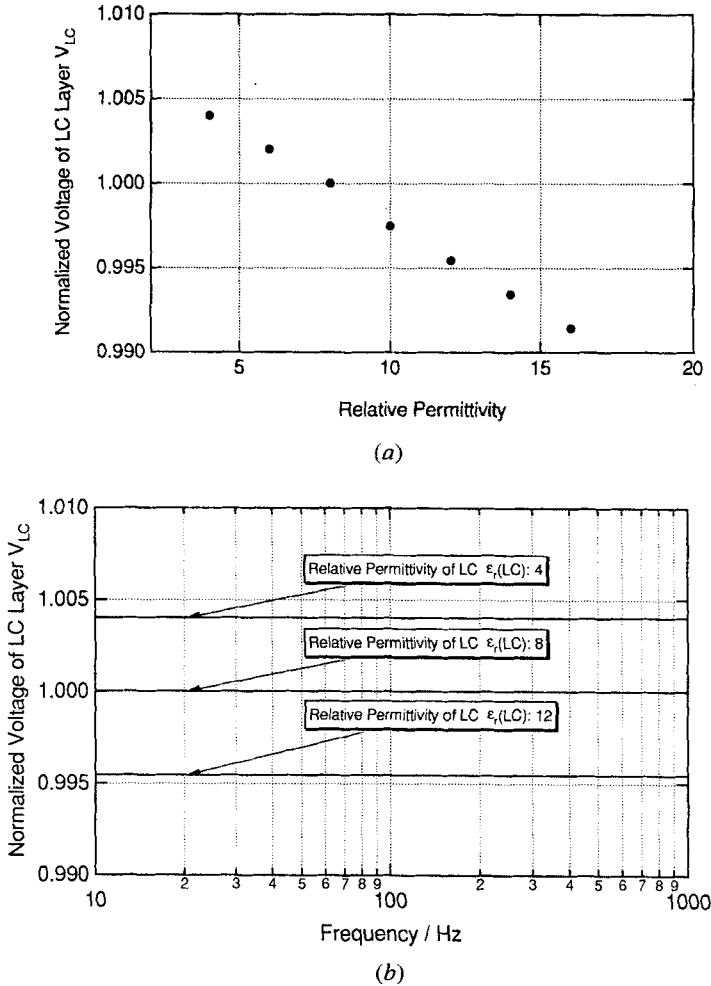 1.010
1.005
1.000
0.995
0.990
Normalized Voltage of LC Layer V_LC
5 10 15 20
Relative Permittivity
(a)
1.010
1.005
1.000
0.995
0.990
Normalized Voltage of LC Layer V_LC
Relative Permittivity of LC ε_r(LC): 4
Relative Permittivity of LC ε_r(LC): 8
Relative Permittivity of LC ε_r(LC): 12
10 2 3 4 5 6 7 8 9 100 2 3 4 5 6 7 8 9 1000
Frequency / Hz
(b)